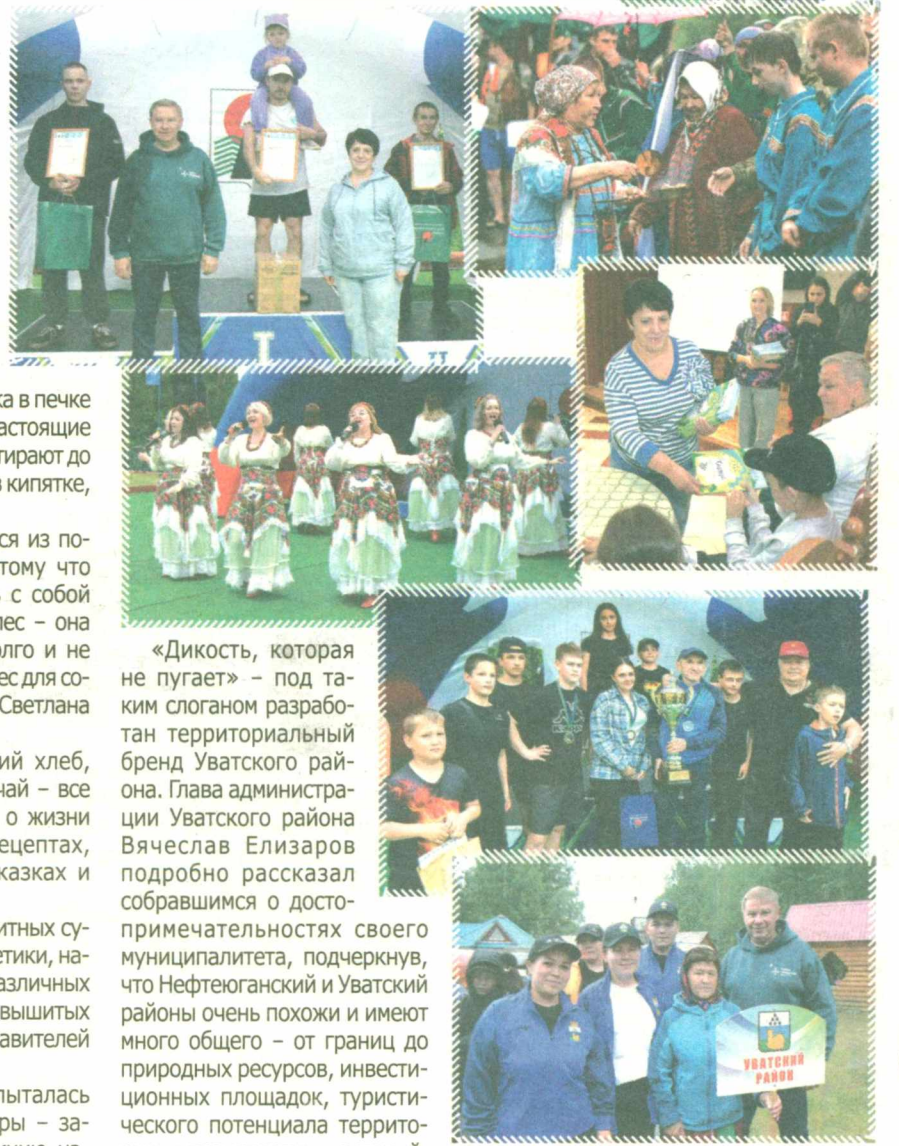 ка в печке
астоящие
тирают до
в кипятке,
ся из по-
тому что
с собой
лес – она
олго и не
ес для со-
Светлана
ий хлеб,
чай – все
о жизни
ецептах,
казках и
итных су-
етики, на-
азличных
вышитых
авителей
пыталась
ры – за-
«Дикость, которая
не пугает» – под та-
ким слоганом разрабо-
тан территориальный
бренд Уватского рай-
она. Глава администра-
ции Уватского района
Вячеслав Елизаров
подробно рассказал
собравшимся о досто-
примечательностях своего
муниципалитета, подчеркнув,
что Нефтеюганский и Уватский
районы очень похожи и имеют
много общего – от границ до
природных ресурсов, инвести-
ционных площадок, туристи-
ческого потенциала террито-
I
II
УВАТСКИЙ
РАЙОН